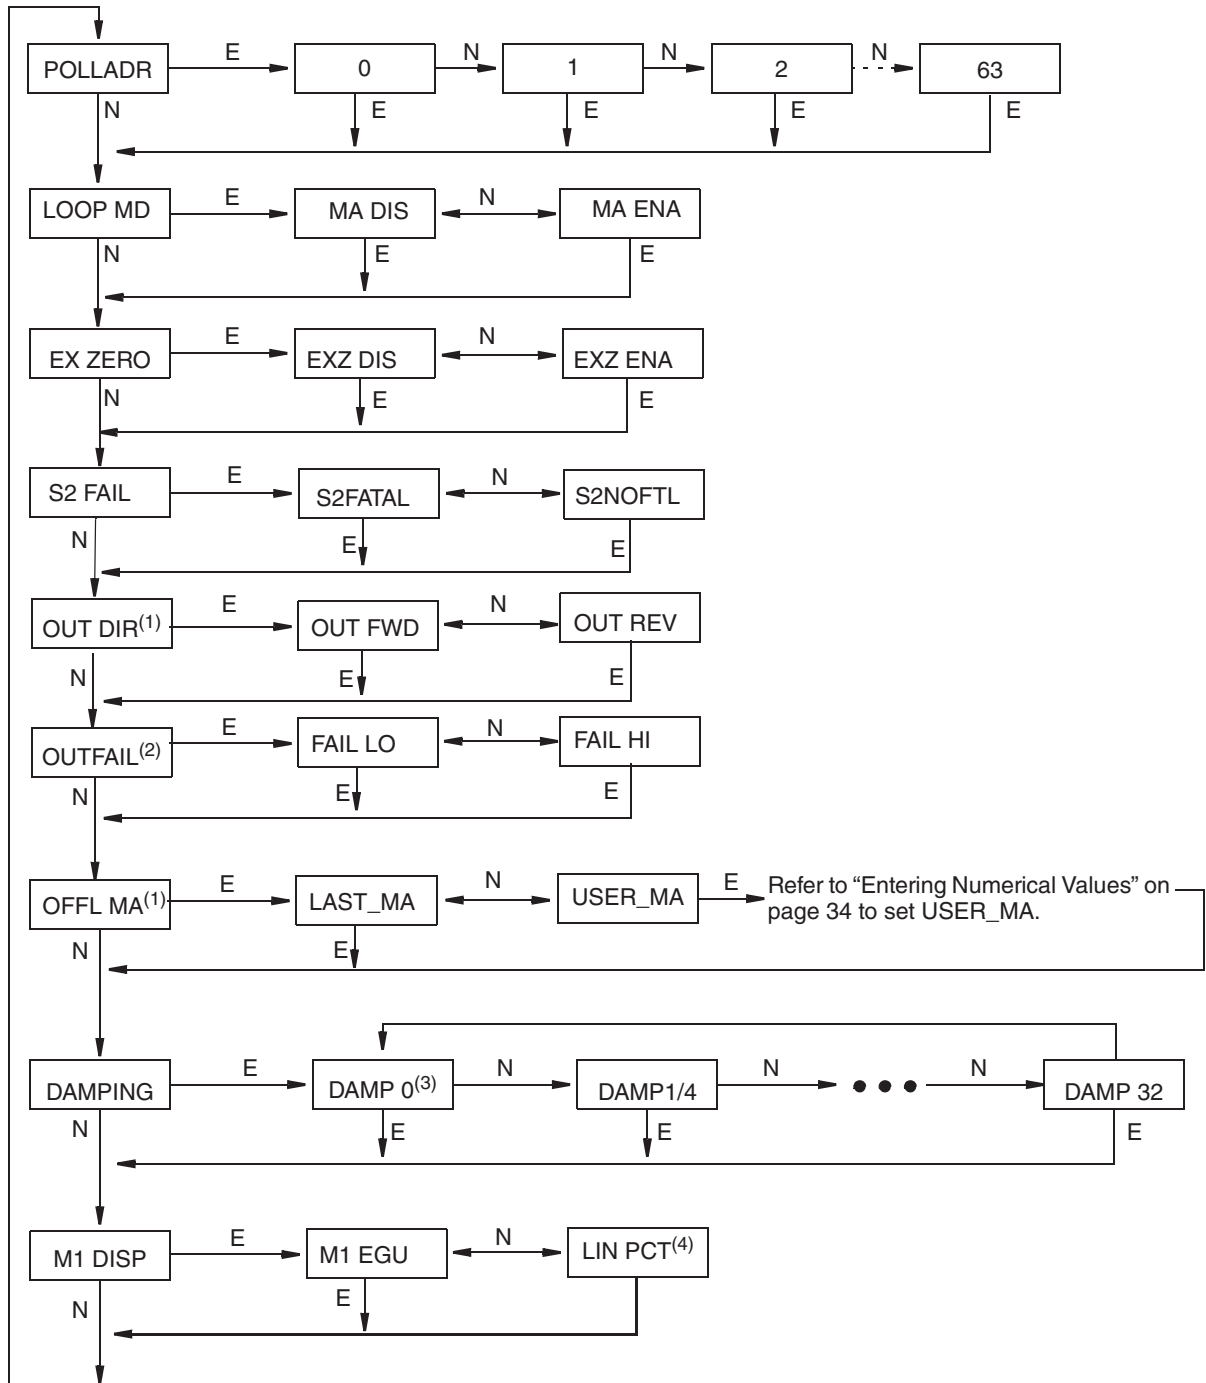 POLLADR E 0 N 1 N 2 N 63
N E E E E
LOOP MD E MA DIS N MA ENA
N E E
EX ZERO E EXZ DIS N EXZ ENA
N E E
S2 FAIL E S2FATAL N S2NOFTL
N E E
OUT DIR(1) E OUT FWD N OUT REV
N E E
OUTFAIL(2) E FAIL LO N FAIL HI
N E E
OFFL MA(1) E LAST_MA N USER_MA E Refer to “Entering Numerical Values” on
page 34 to set USER_MA.
N E
DAMPING E DAMP 0(3) N DAMP1/4 N ••• N DAMP 32
N E E E
M1 DISP E M1 EGU N LIN PCT(4)
N E